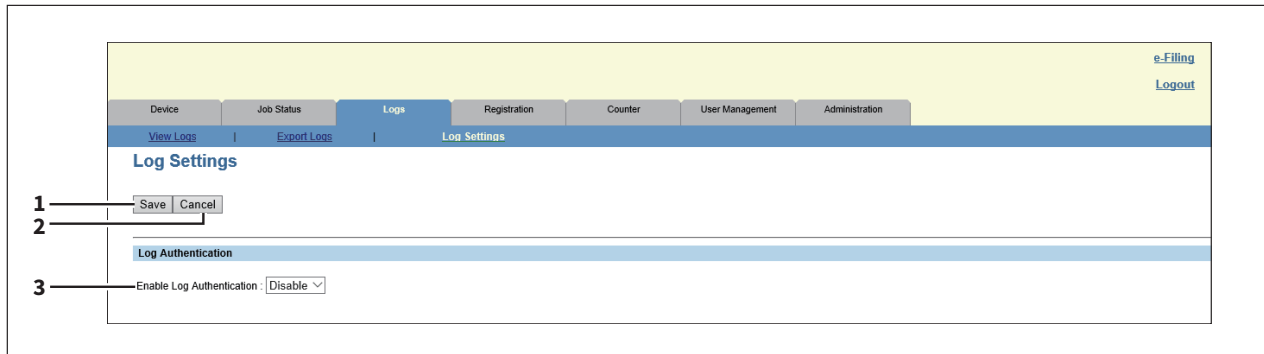 e-Filing
Logout
Device Job Status Logs Registration Counter User Management Administration
View Logs | Export Logs | Log Settings
Log Settings
1 Save Cancel
2
Log Authentication
3 Enable Log Authentication : Disable